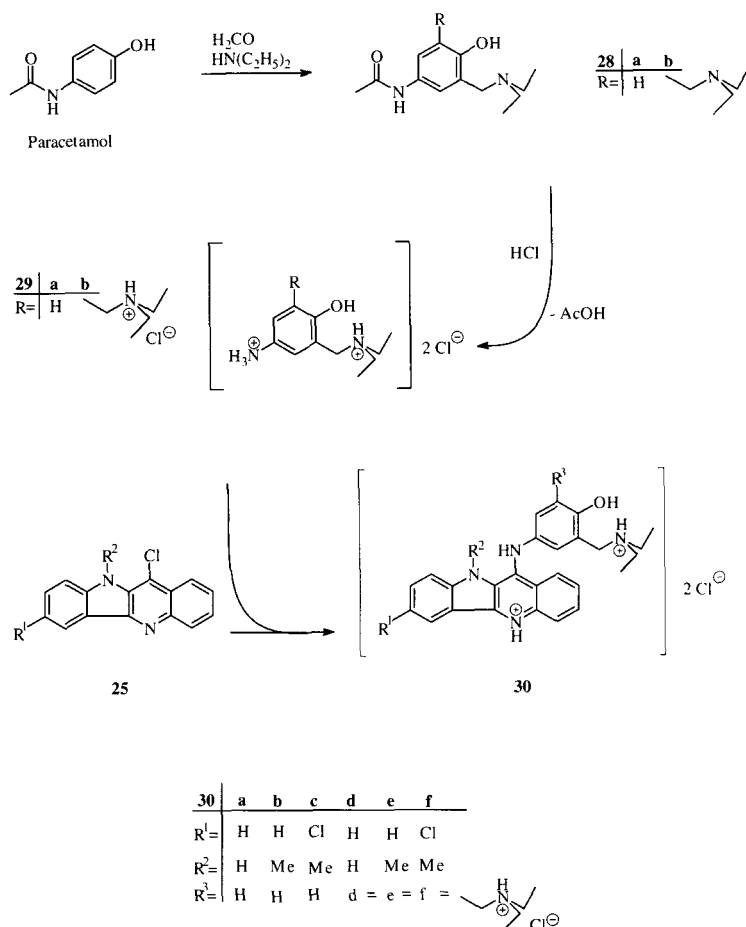 OH
O
N
H
Paracetamol
H₂CO
HN(C₂H₅)₂
R
OH
O
N
H
N
28 a b
R= H
N
HCl
- AcOH
29 a b
R= H
H
N
⊕
Cl⊖
R
OH
H
N
⊕
H₃N
⊕
2 Cl⊖
R²
N
Cl
R¹
N
25
R³
OH
H
N
⊕
HN
R²
N
R¹
⊕
N
H
2 Cl⊖
30
30 a b c d e f
R¹= H H Cl H H Cl
R²= H Me Me H Me Me
R³= H H H d = e = f =
H
N
⊕
Cl⊖